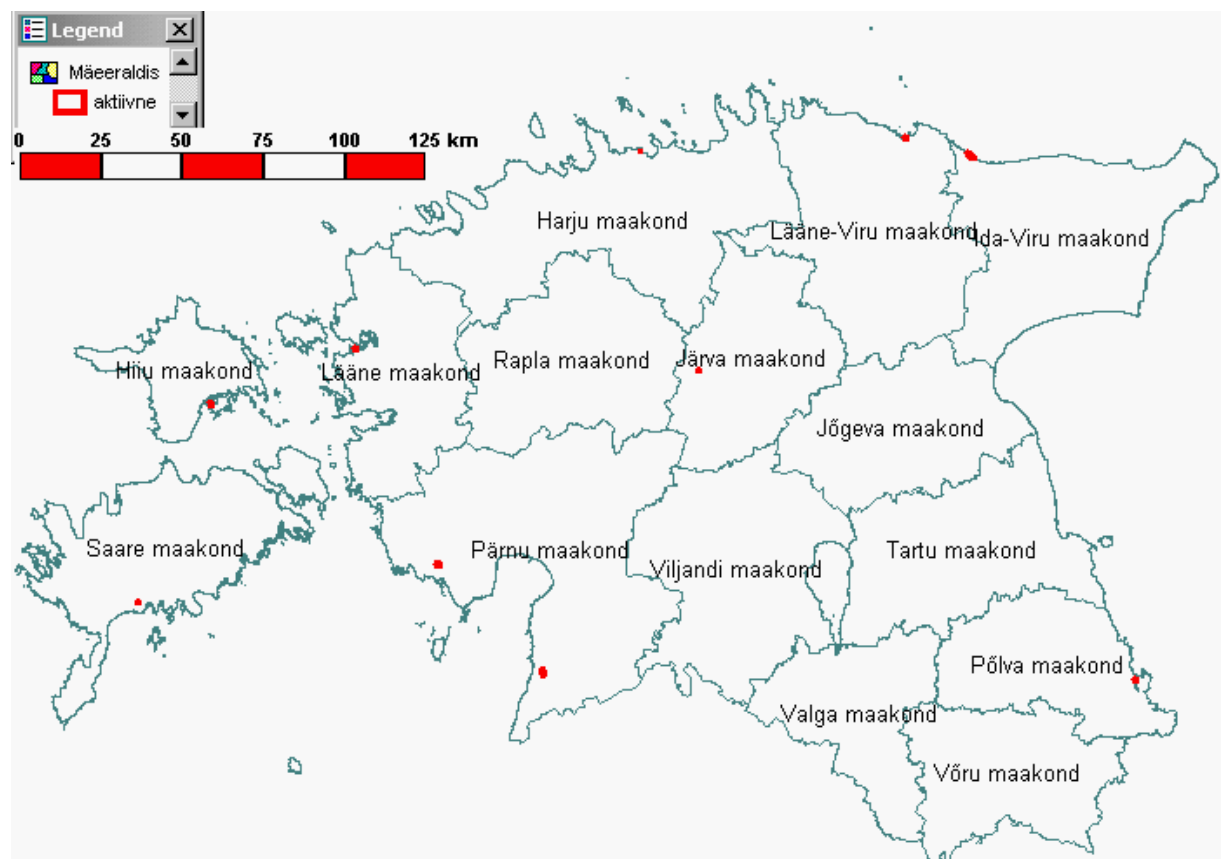 Legend
Mäeeraldis
aktiivne
0 25 50 75 100 125 km
Harju maakond
Lääne-Viru maakond
Ida-Viru maakond
Hiiu maakond
Lääne maakond
Rapla maakond
Järva maakond
Jõgeva maakond
Saare maakond
Pärnu maakond
Viljandi maakond
Tartu maakond
Põlva maakond
Valga maakond
Võru maakond